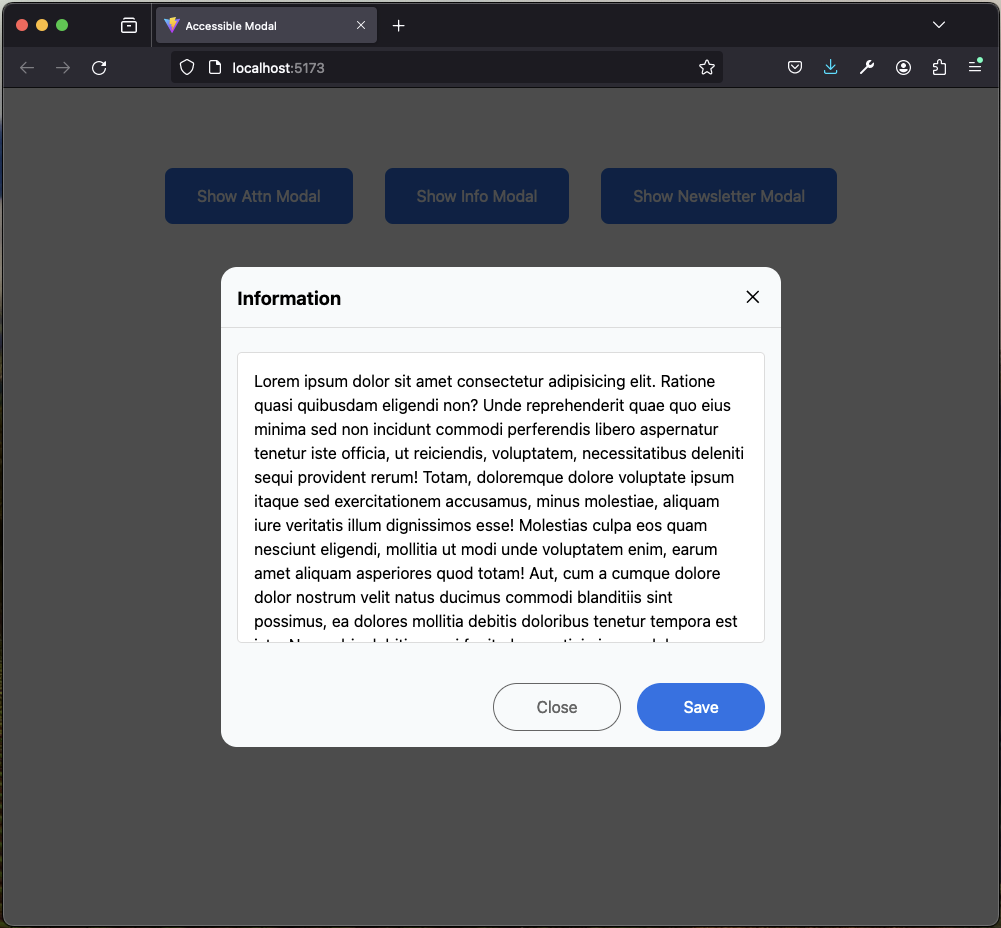 Accessible Modal
localhost:5173
Show Attn Modal
Show Info Modal
Show Newsletter Modal
Information
Lorem ipsum dolor sit amet consectetur adipisicing elit. Ratione
quasi quibusdam eligendi non? Unde reprehenderit quae quo eius
minima sed non incidunt commodi perferendis libero aspernatur
tenetur iste officia, ut reiciendis, voluptatem, necessitatibus deleniti
sequi provident rerum! Totam, doloremque dolore voluptate ipsum
itaque sed exercitationem accusamus, minus molestiae, aliquam
iure veritatis illum dignissimos esse! Molestias culpa eos quam
nesciunt eligendi, mollitia ut modi unde voluptatem enim, earum
amet aliquam asperiores quod totam! Aut, cum a cumque dolore
dolor nostrum velit natus ducimus commodi blanditiis sint
possimus, ea dolores mollitia debitis doloribus tenetur tempora est
Close
Save